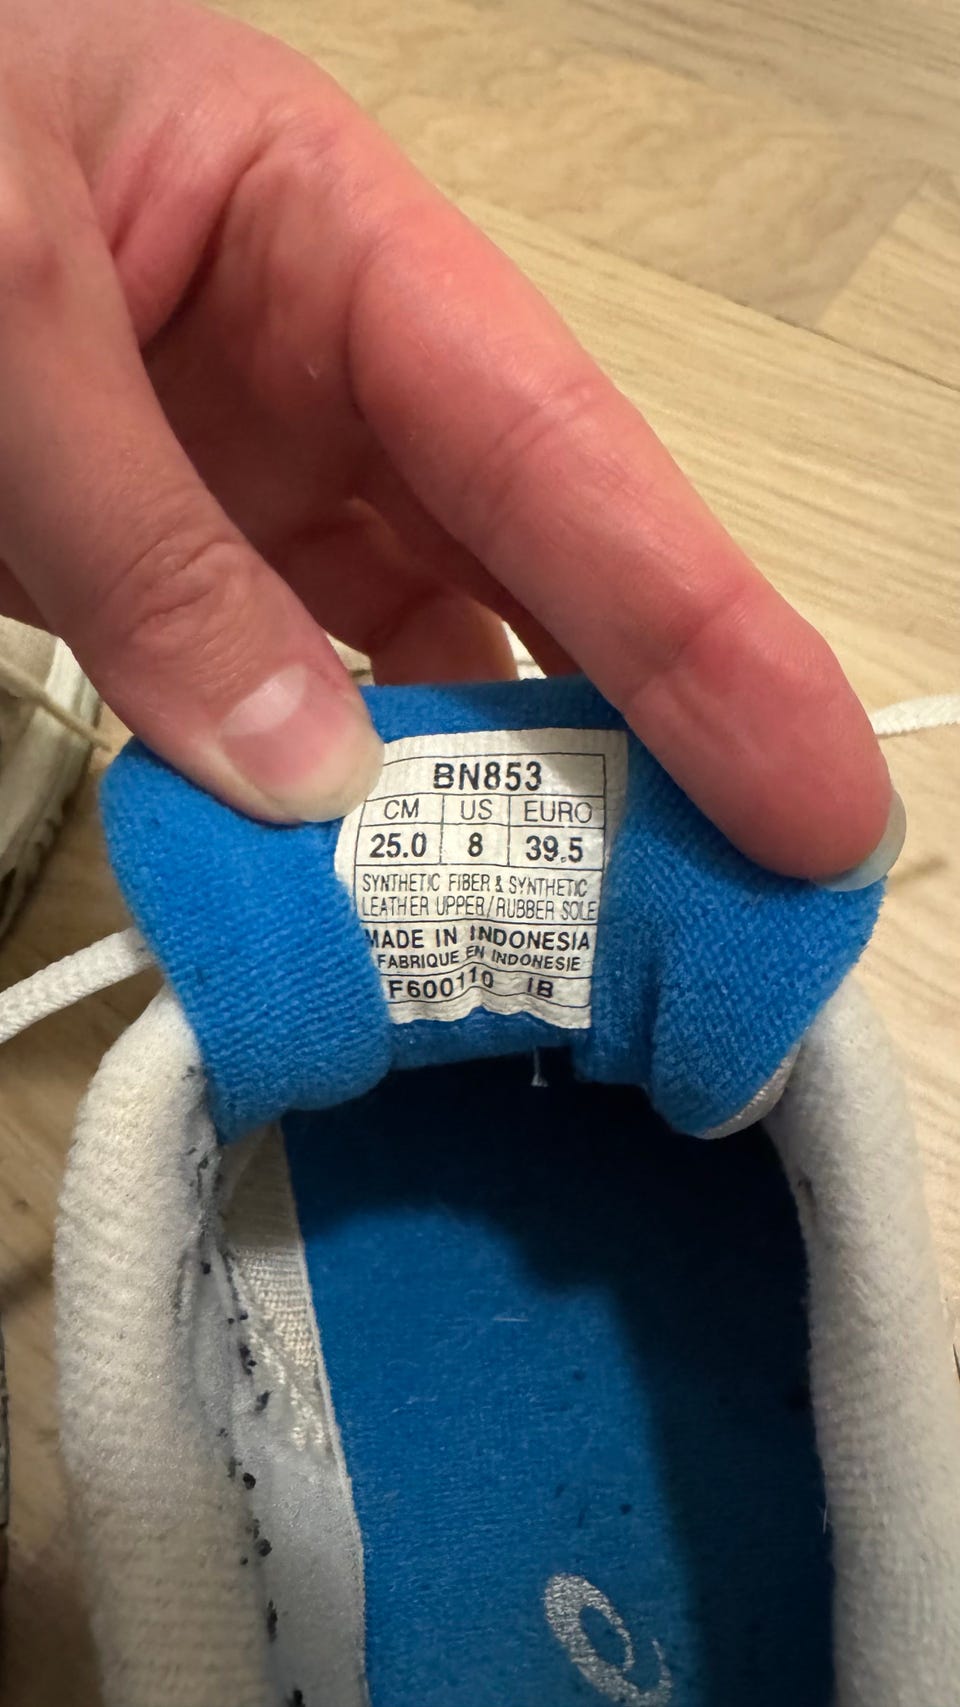 BN853
CM US EURO
25.0 8 39.5
SYNTHETIC FIBER & SYNTHETIC
LEATHER UPPER/RUBBER SOLE
MADE IN INDONESIA
FABRIQUE EN INDONESIE
F600110 IB